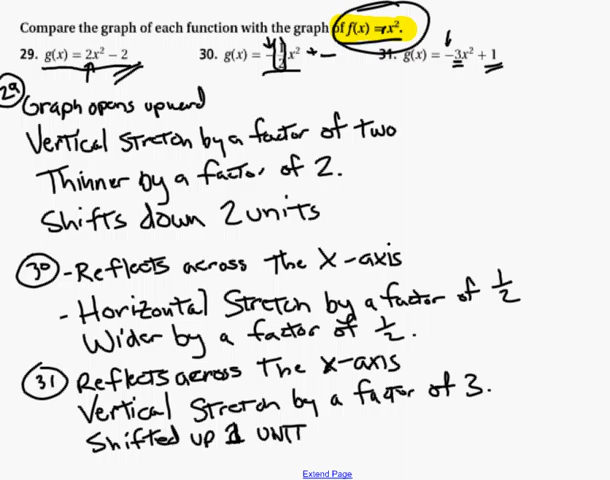 Compare the graph of each function with the graph of f(x) = x².
29. g(x) = 2x² − 2 30. g(x) = −1/2x² 31. g(x) = −3x² + 1
29 Graph opens upward
Vertical Stretch by a factor of two
Thinner by a factor of 2.
Shifts down 2 units
30 - Reflects across The X-axis
- Horizontal Stretch by a factor of 1/2
Wider by a factor of 1/2.
31 Reflects across The x-axis
Vertical Stretch by a factor of 3.
Shifted up 1 UNIT
Extend Page